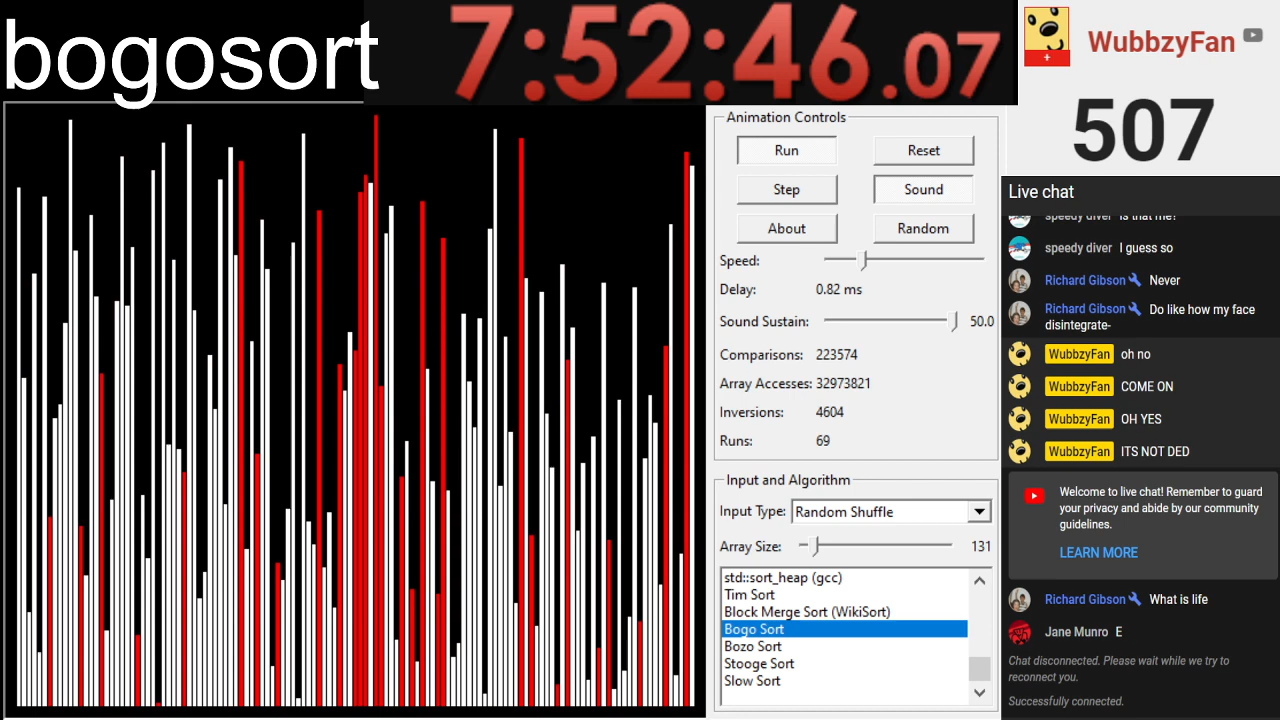 bogosort
7:52:46.07
WubbzyFan
507
Animation Controls
Run
Reset
Step
Sound
About
Random
Speed:
Delay: 0.82 ms
Sound Sustain: 50.0
Comparisons: 223574
Array Accesses: 32973821
Inversions: 4604
Runs: 69
Input and Algorithm
Input Type: Random Shuffle
Array Size: 131
std::sort_heap (gcc)
Tim Sort
Block Merge Sort (WikiSort)
Bogo Sort
Bozo Sort
Stooge Sort
Slow Sort
Live chat
speedy diver Is that me?
speedy diver I guess so
Richard Gibson Never
Richard Gibson Do like how my face
disintegrate-
WubbzyFan oh no
WubbzyFan COME ON
WubbzyFan OH YES
WubbzyFan ITS NOT DED
Welcome to live chat! Remember to guard
your privacy and abide by our community
guidelines.
LEARN MORE
Richard Gibson What is life
Jane Munro E
Chat disconnected. Please wait while we try to
reconnect you.
Successfully connected.